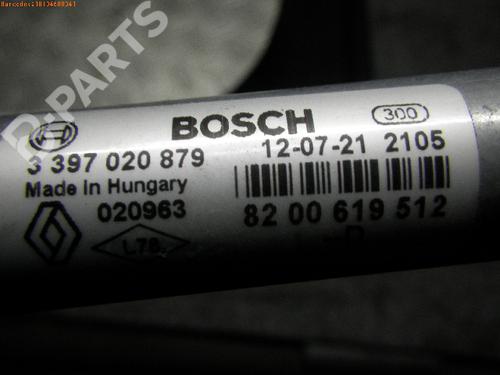 Barcodes:18134688341
B-PARTS
BOSCH 300
3 397 020 879 12-07-21 2105
Made in Hungary
020963 82 00 619 512
L78